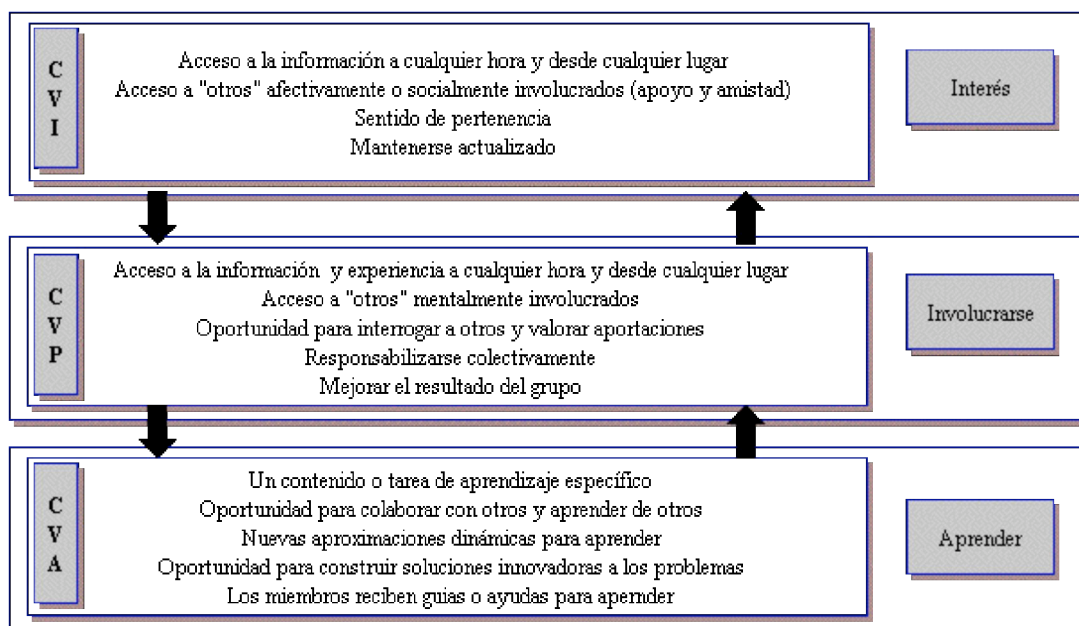 C
V
I
Acceso a la información a cualquier hora y desde cualquier lugar
Acceso a "otros" afectivamente o socialmente involucrados (apoyo y amistad)
Sentido de pertenencia
Mantenerse actualizado
Interés
C
V
P
Acceso a la información y experiencia a cualquier hora y desde cualquier lugar
Acceso a "otros" mentalmente involucrados
Oportunidad para interrogar a otros y valorar aportaciones
Responsabilizarse colectivamente
Mejorar el resultado del grupo
Involucrarse
C
V
A
Un contenido o tarea de aprendizaje específico
Oportunidad para colaborar con otros y aprender de otros
Nuevas aproximaciones dinámicas para aprender
Oportunidad para construir soluciones innovadoras a los problemas
Los miembros reciben guias o ayudas para apernder
Aprender